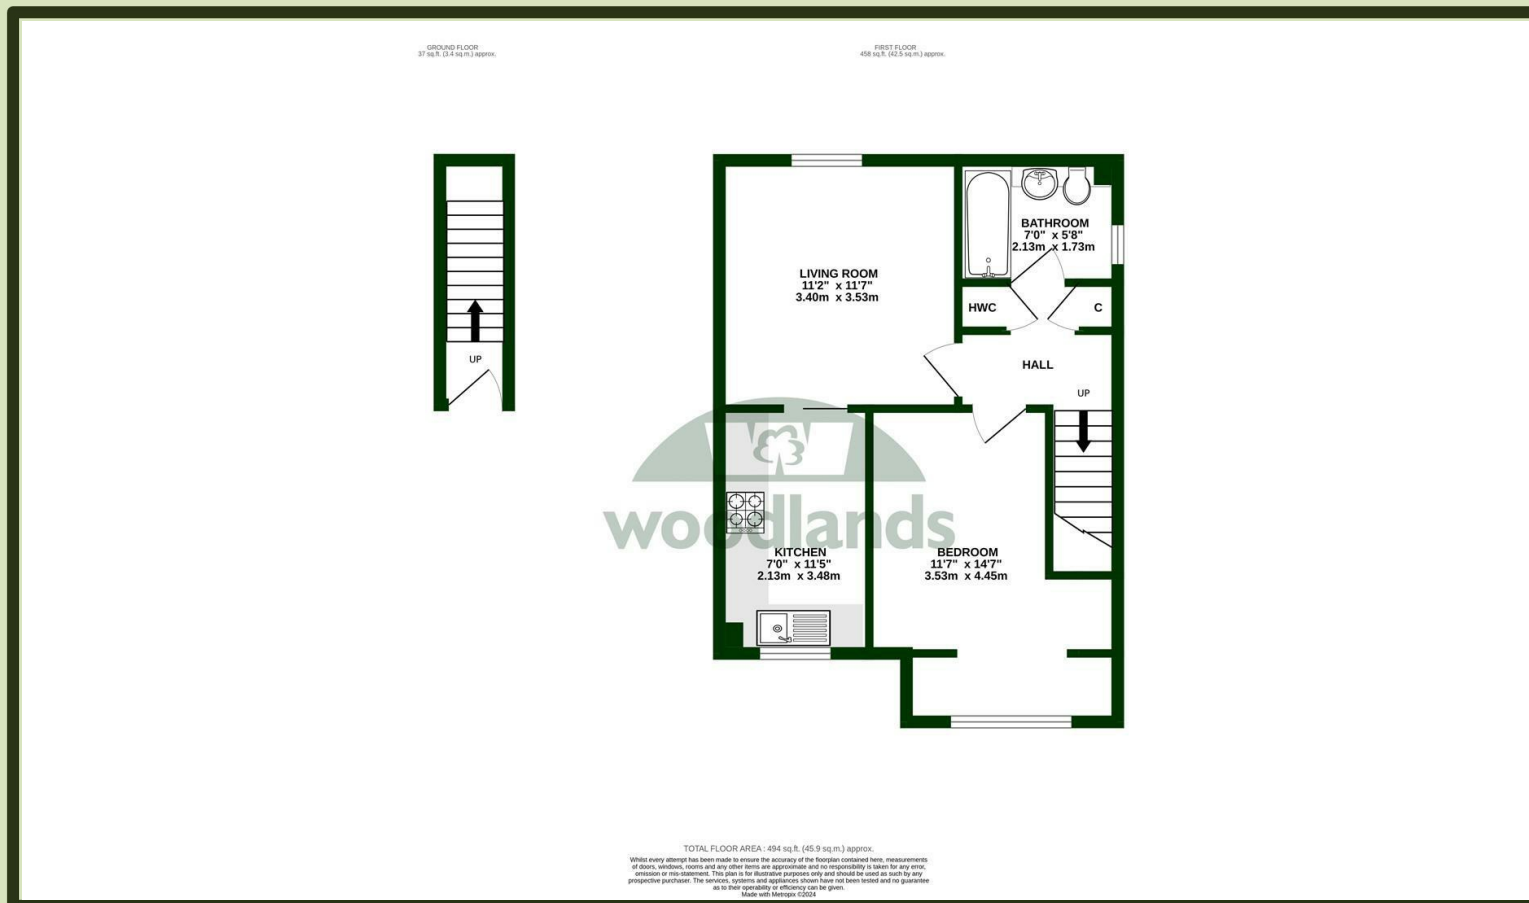 GROUND FLOOR
37 sq.ft. (3.4 sq.m.) approx.
FIRST FLOOR
458 sq.ft. (42.5 sq.m.) approx.
BATHROOM
7'0" x 5'8"
2.13m x 1.73m
LIVING ROOM
11'2" x 11'7"
3.40m x 3.53m
HWC
C
HALL
UP
UP
woodlands
KITCHEN
7'0" x 11'5"
2.13m x 3.48m
BEDROOM
11'7" x 14'7"
3.53m x 4.45m
TOTAL FLOOR AREA : 494 sq.ft. (45.9 sq.m.) approx.
Whilst every attempt has been made to ensure the accuracy of the floorplan contained here, measurements
of doors, windows, rooms and any other items are approximate and no responsibility is taken for any error,
omission or mis-statement. This plan is for illustrative purposes only and should be used as such by any
prospective purchaser. The services, systems and appliances shown have not been tested and no guarantee
as to their operability or efficiency can be given.
Made with Metropix ©2024